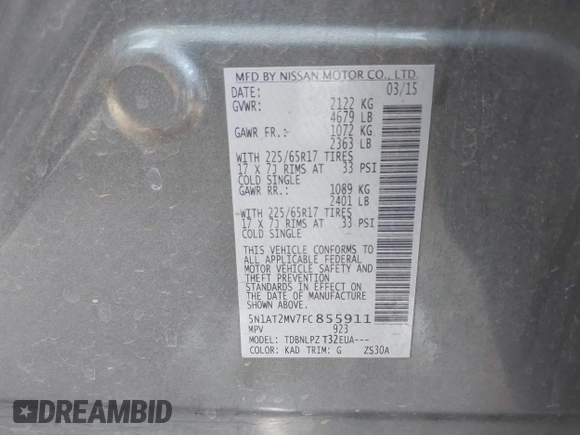 MFD BY NISSAN MOTOR CO., LTD.
DATE: 03/15
GVWR: 2122 KG
4679 LB
GAWR FR.: 1072 KG
2363 LB
WITH 225/65R17 TIRES
17 X 7J RIMS AT 33 PSI
COLD SINGLE
GAWR RR.: 1089 KG
2401 LB
WITH 225/65R17 TIRES
17 X 7J RIMS AT 33 PSI
COLD SINGLE
THIS VEHICLE CONFORMS TO
ALL APPLICABLE FEDERAL
MOTOR VEHICLE SAFETY AND
THEFT PREVENTION
STANDARDS IN EFFECT ON
THE DATE OF MANUFACTURE
SHOWN ABOVE.
5N1AT2MV7FC855911
MPV 923
MODEL: TDBNLPZ T32EUA---
COLOR: KAD TRIM: G ZS30A
DREAMBID